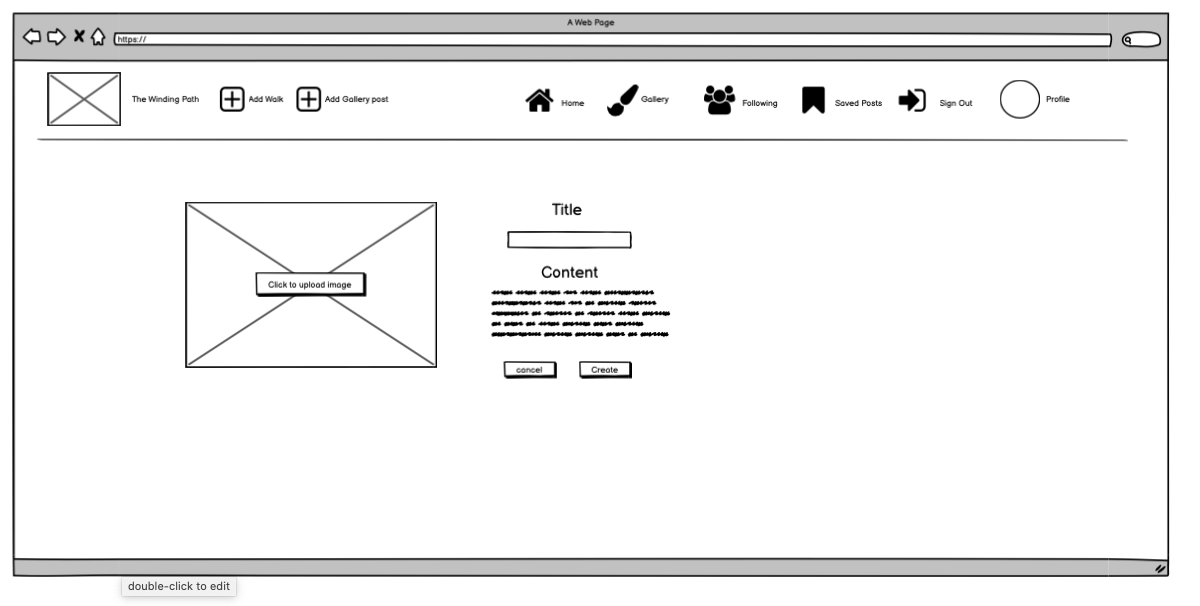 A Web Page
https://
The Winding Path
Add Walk
Add Gallery post
Home
Gallery
Following
Saved Posts
Sign Out
Profile
Title
Click to upload image
Content
cancel
Create
double-click to edit